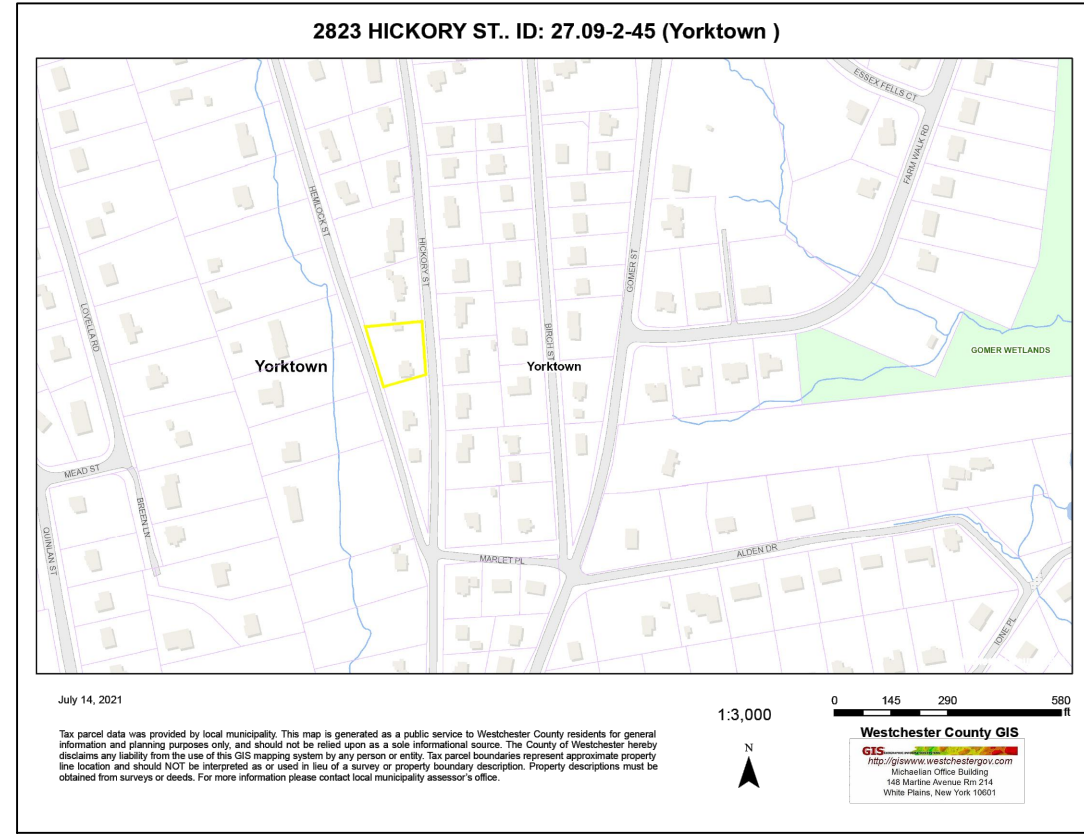 2823 HICKORY ST.. ID: 27.09-2-45 (Yorktown )
ESSEX FELLS CT
FARM WALK RD
HEMLOCK ST
HICKORY ST
GOMER ST
LOVELLA RD
BIRCH ST
GOMER WETLANDS
Yorktown
Yorktown
MEAD ST
BREEN LN
QUINLAN ST
MARLET PL
ALDEN DR
IONE PL
July 14, 2021
1:3,000
0 145 290 580
ft
Tax parcel data was provided by local municipality. This map is generated as a public service to Westchester County residents for general
information and planning purposes only, and should not be relied upon as a sole informational source. The County of Westchester hereby
disclaims any liability from the use of this GIS mapping system by any person or entity. Tax parcel boundaries represent approximate property
line location and should NOT be interpreted as or used in lieu of a survey or property boundary description. Property descriptions must be
obtained from surveys or deeds. For more information please contact local municipality assessor's office.
N
Westchester County GIS
GIS
http://giswww.westchestergov.com
Michaelian Office Building
148 Martine Avenue Rm 214
White Plains, New York 10601